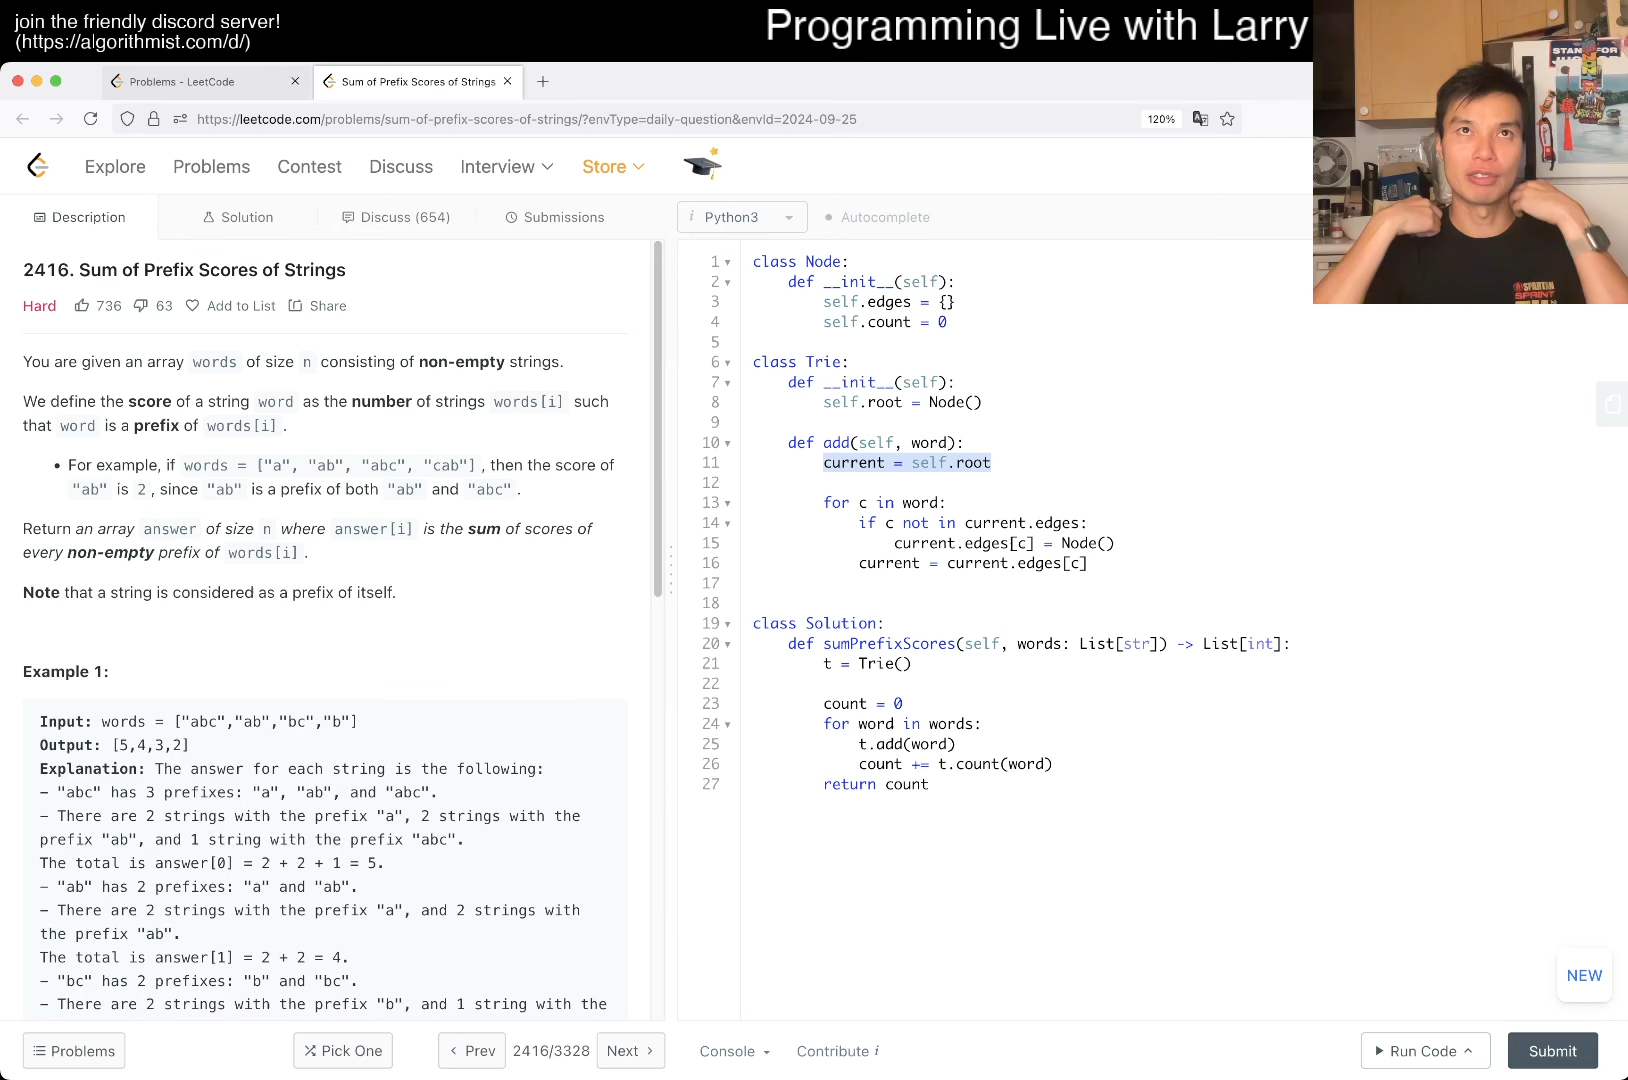 join the friendly discord server!
(https://algorithmist.com/d/)
Programming Live with Larry
Problems - LeetCode
Sum of Prefix Scores of Strings
https://leetcode.com/problems/sum-of-prefix-scores-of-strings/?envType=daily-question&envId=2024-09-25
120%
Explore
Problems
Contest
Discuss
Interview
Store
Description
Solution
Discuss (654)
Submissions
i Python3
Autocomplete
2416. Sum of Prefix Scores of Strings
Hard 736 63 Add to List Share
You are given an array words of size n consisting of non-empty strings.
We define the score of a string word as the number of strings words[i] such
that word is a prefix of words[i].
• For example, if words = ["a", "ab", "abc", "cab"], then the score of
"ab" is 2, since "ab" is a prefix of both "ab" and "abc".
Return an array answer of size n where answer[i] is the sum of scores of
every non-empty prefix of words[i].
Note that a string is considered as a prefix of itself.
Example 1:
Input: words = ["abc","ab","bc","b"]
Output: [5,4,3,2]
Explanation: The answer for each string is the following:
- "abc" has 3 prefixes: "a", "ab", and "abc".
- There are 2 strings with the prefix "a", 2 strings with the
prefix "ab", and 1 string with the prefix "abc".
The total is answer[0] = 2 + 2 + 1 = 5.
- "ab" has 2 prefixes: "a" and "ab".
- There are 2 strings with the prefix "a", and 2 strings with
the prefix "ab".
The total is answer[1] = 2 + 2 = 4.
- "bc" has 2 prefixes: "b" and "bc".
- There are 2 strings with the prefix "b", and 1 string with the
1 class Node:
2 def __init__(self):
3 self.edges = {}
4 self.count = 0
5
6 class Trie:
7 def __init__(self):
8 self.root = Node()
9
10 def add(self, word):
11 current = self.root
12
13 for c in word:
14 if c not in current.edges:
15 current.edges[c] = Node()
16 current = current.edges[c]
17
18
19 class Solution:
20 def sumPrefixScores(self, words: List[str]) -> List[int]:
21 t = Trie()
22
23 count = 0
24 for word in words:
25 t.add(word)
26 count += t.count(word)
27 return count
NEW
Problems
Pick One
Prev
2416/3328
Next
Console
Contribute i
Run Code
Submit
SPARTAN
SPRINT